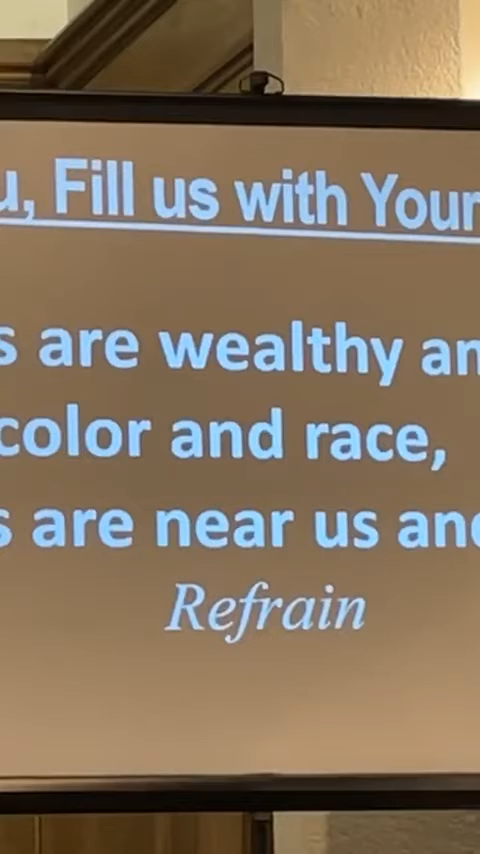 u, Fill us with Your
s are wealthy an
color and race,
s are near us and
Refrain